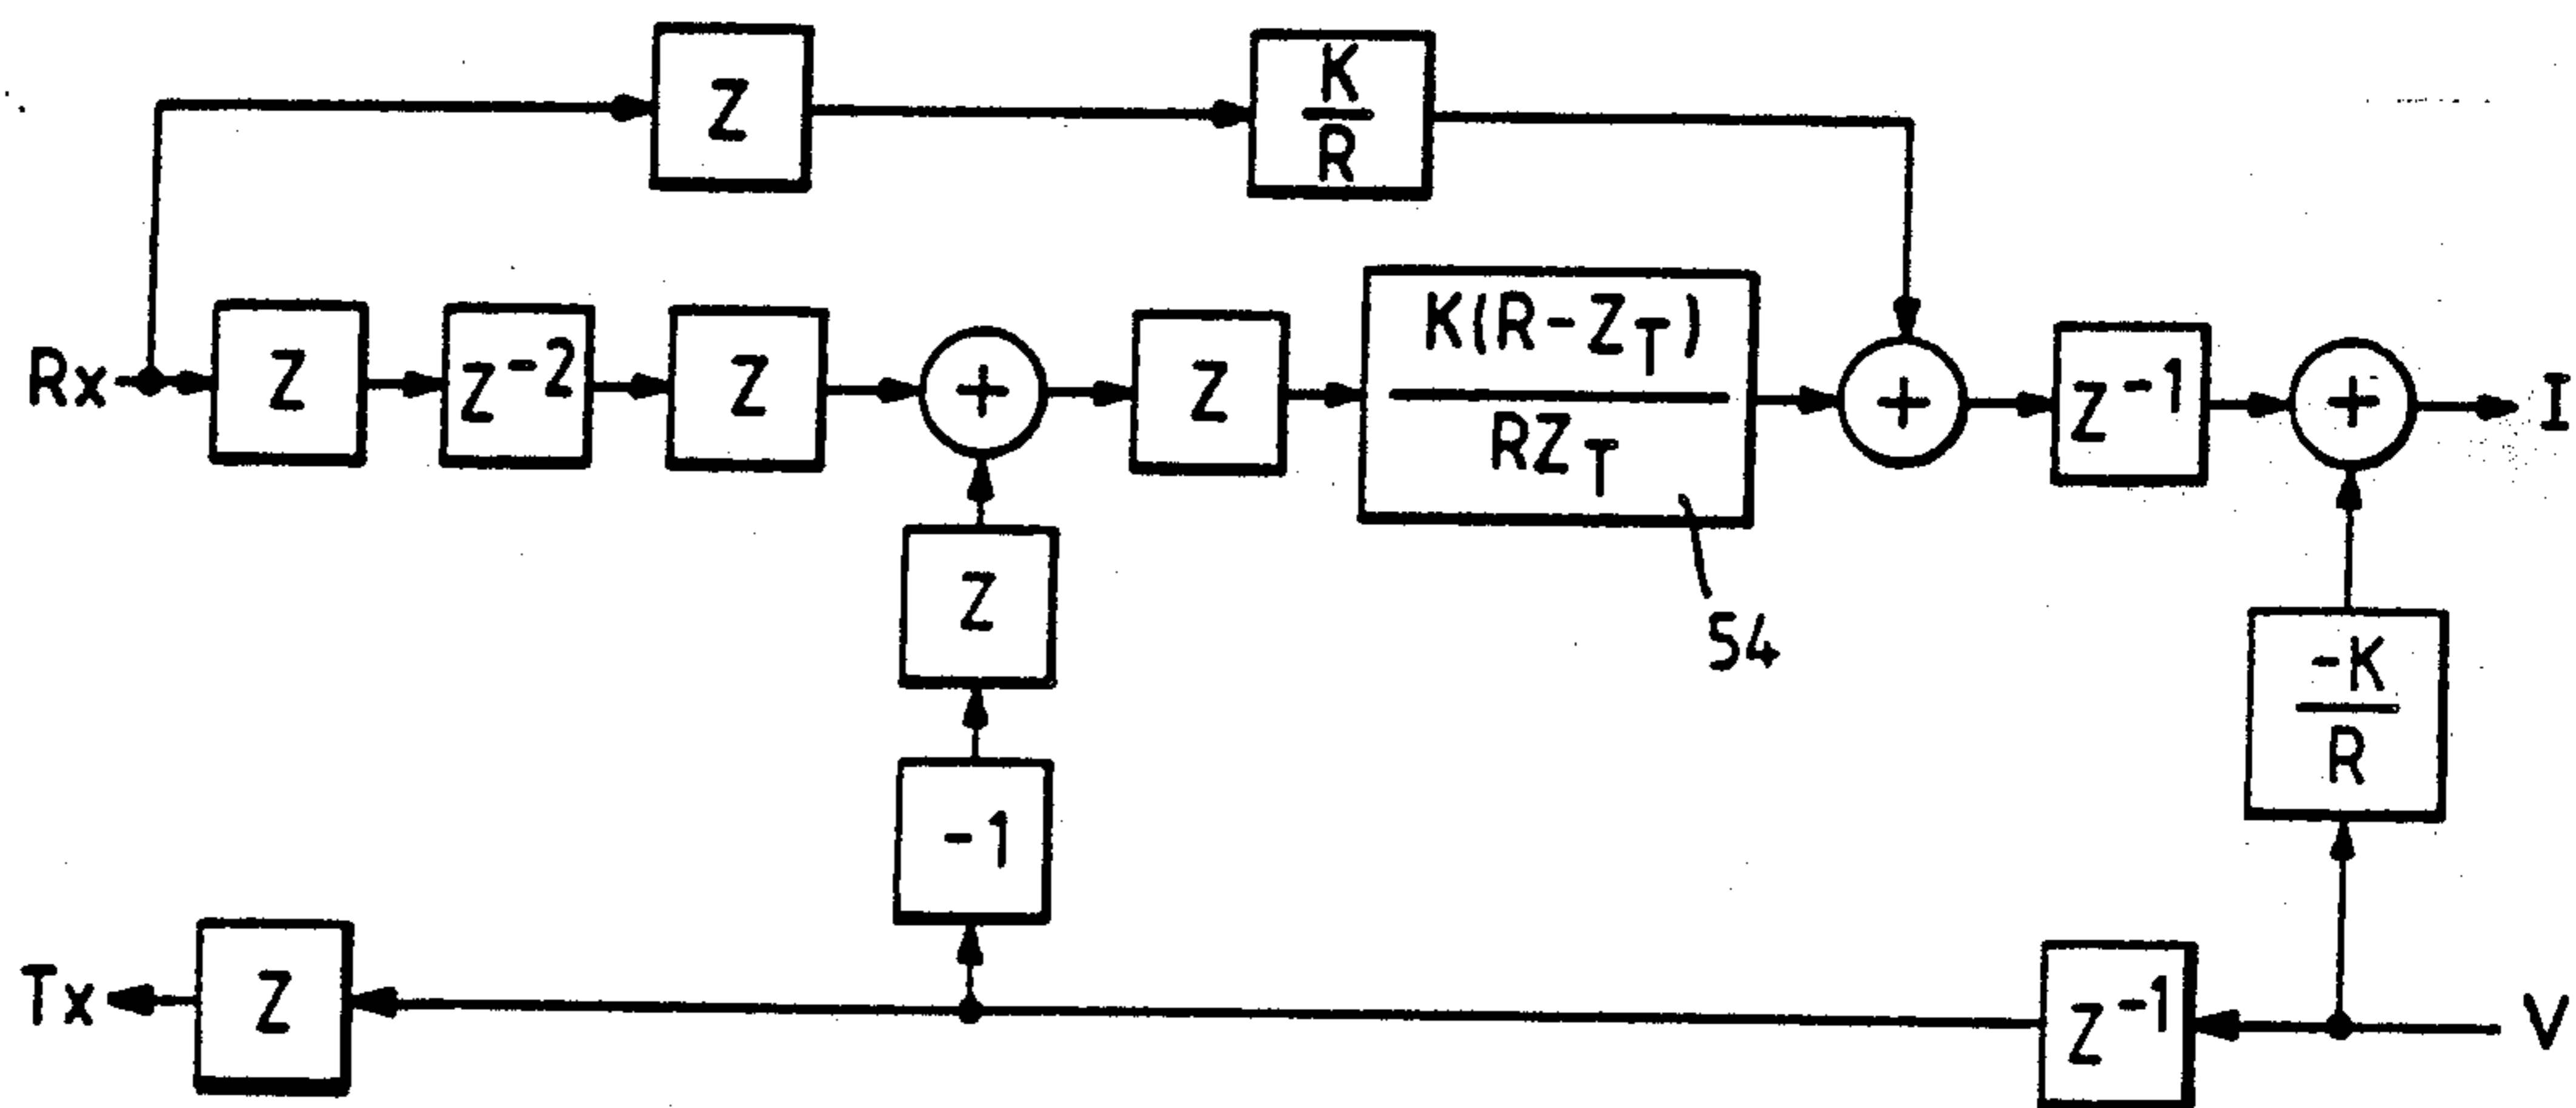 Z
K
R
Rx
Z
Z⁻²
Z
+
Z
K(R-Z_T)
RZ_T
+
Z⁻¹
+
I
Z
54
-K
R
-1
Tx
Z
Z⁻¹
V